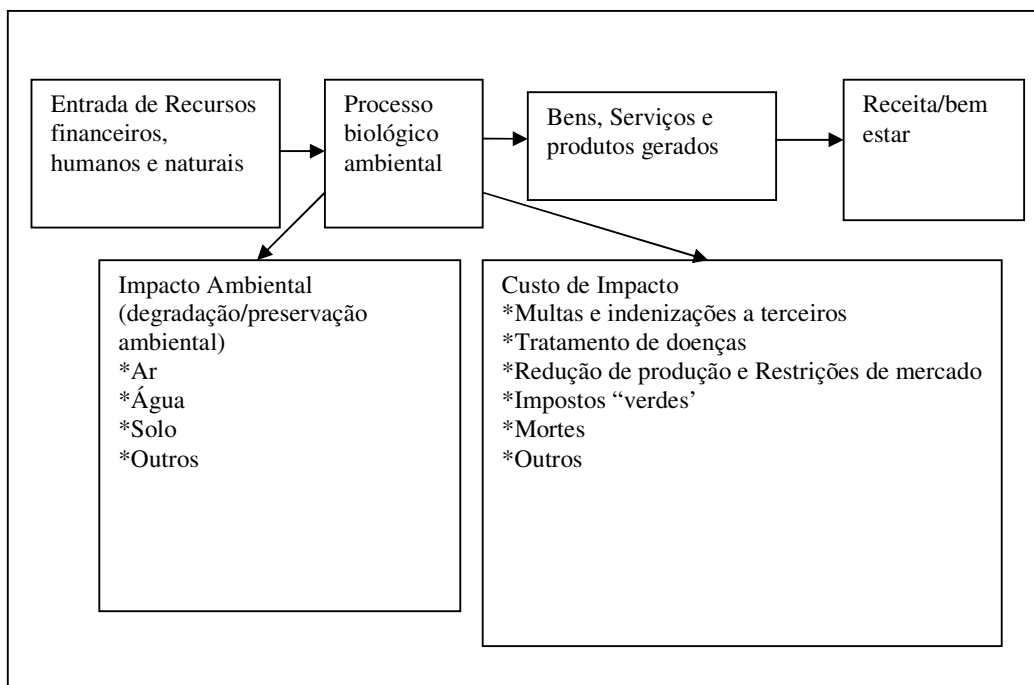 Entrada de Recursos
financeiros,
humanos e naturais
Processo
biológico
ambiental
Bens, Serviços e
produtos gerados
Receita/bem
estar
Impacto Ambiental
(degradação/preservação
ambiental)
*Ar
*Água
*Solo
*Outros
Custo de Impacto
*Multas e indenizações a terceiros
*Tratamento de doenças
*Redução de produção e Restrições de mercado
*Impostos “verdes’
*Mortes
*Outros